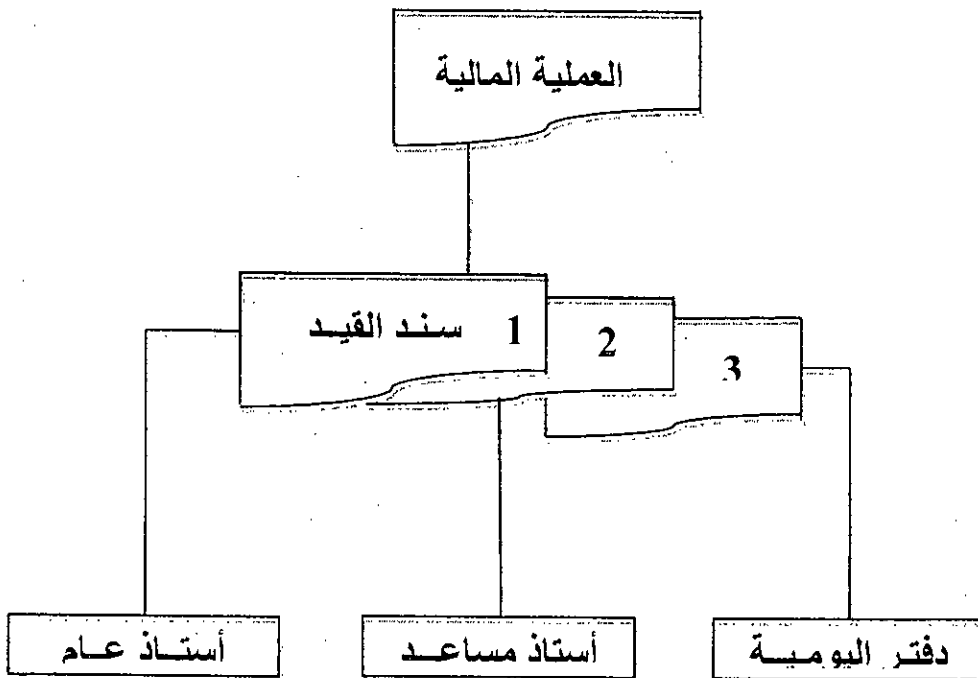 العملية المالية
سند القيد 1
2
3
أستاذ عام
أستاذ مساعد
دفتر اليومية